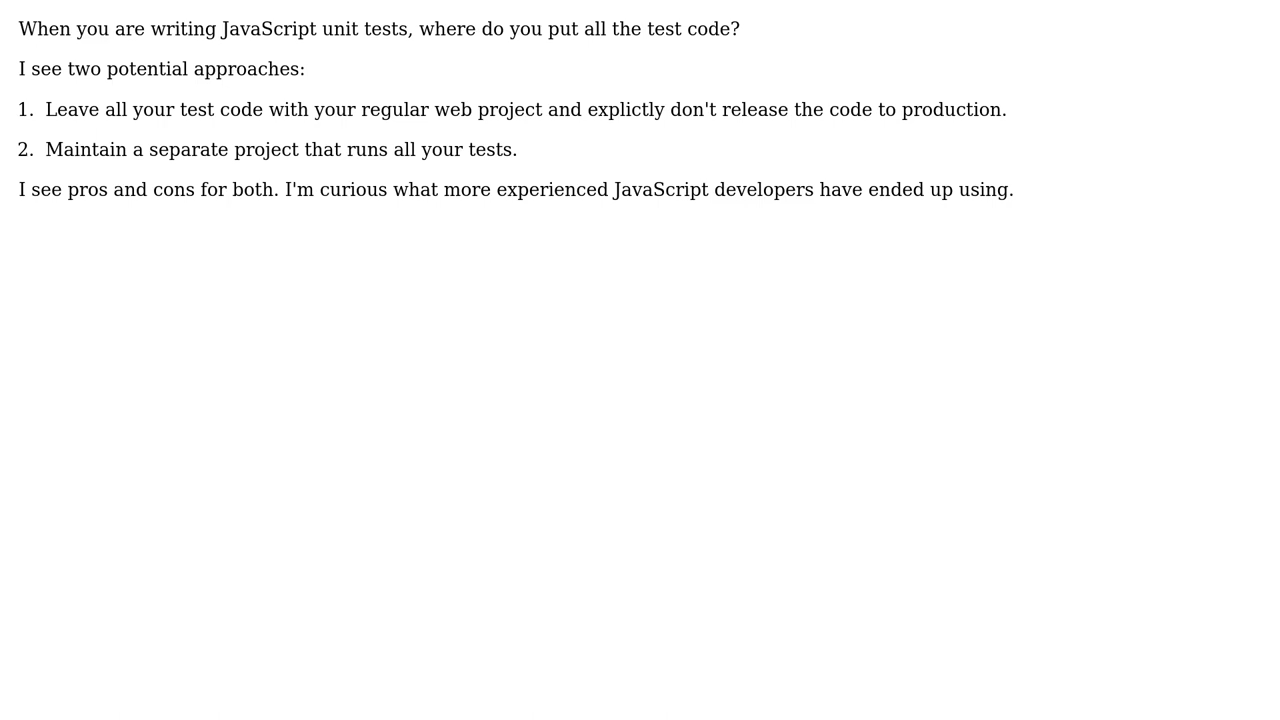 When you are writing JavaScript unit tests, where do you put all the test code?
I see two potential approaches:
1. Leave all your test code with your regular web project and explictly don't release the code to production.
2. Maintain a separate project that runs all your tests.
I see pros and cons for both. I'm curious what more experienced JavaScript developers have ended up using.